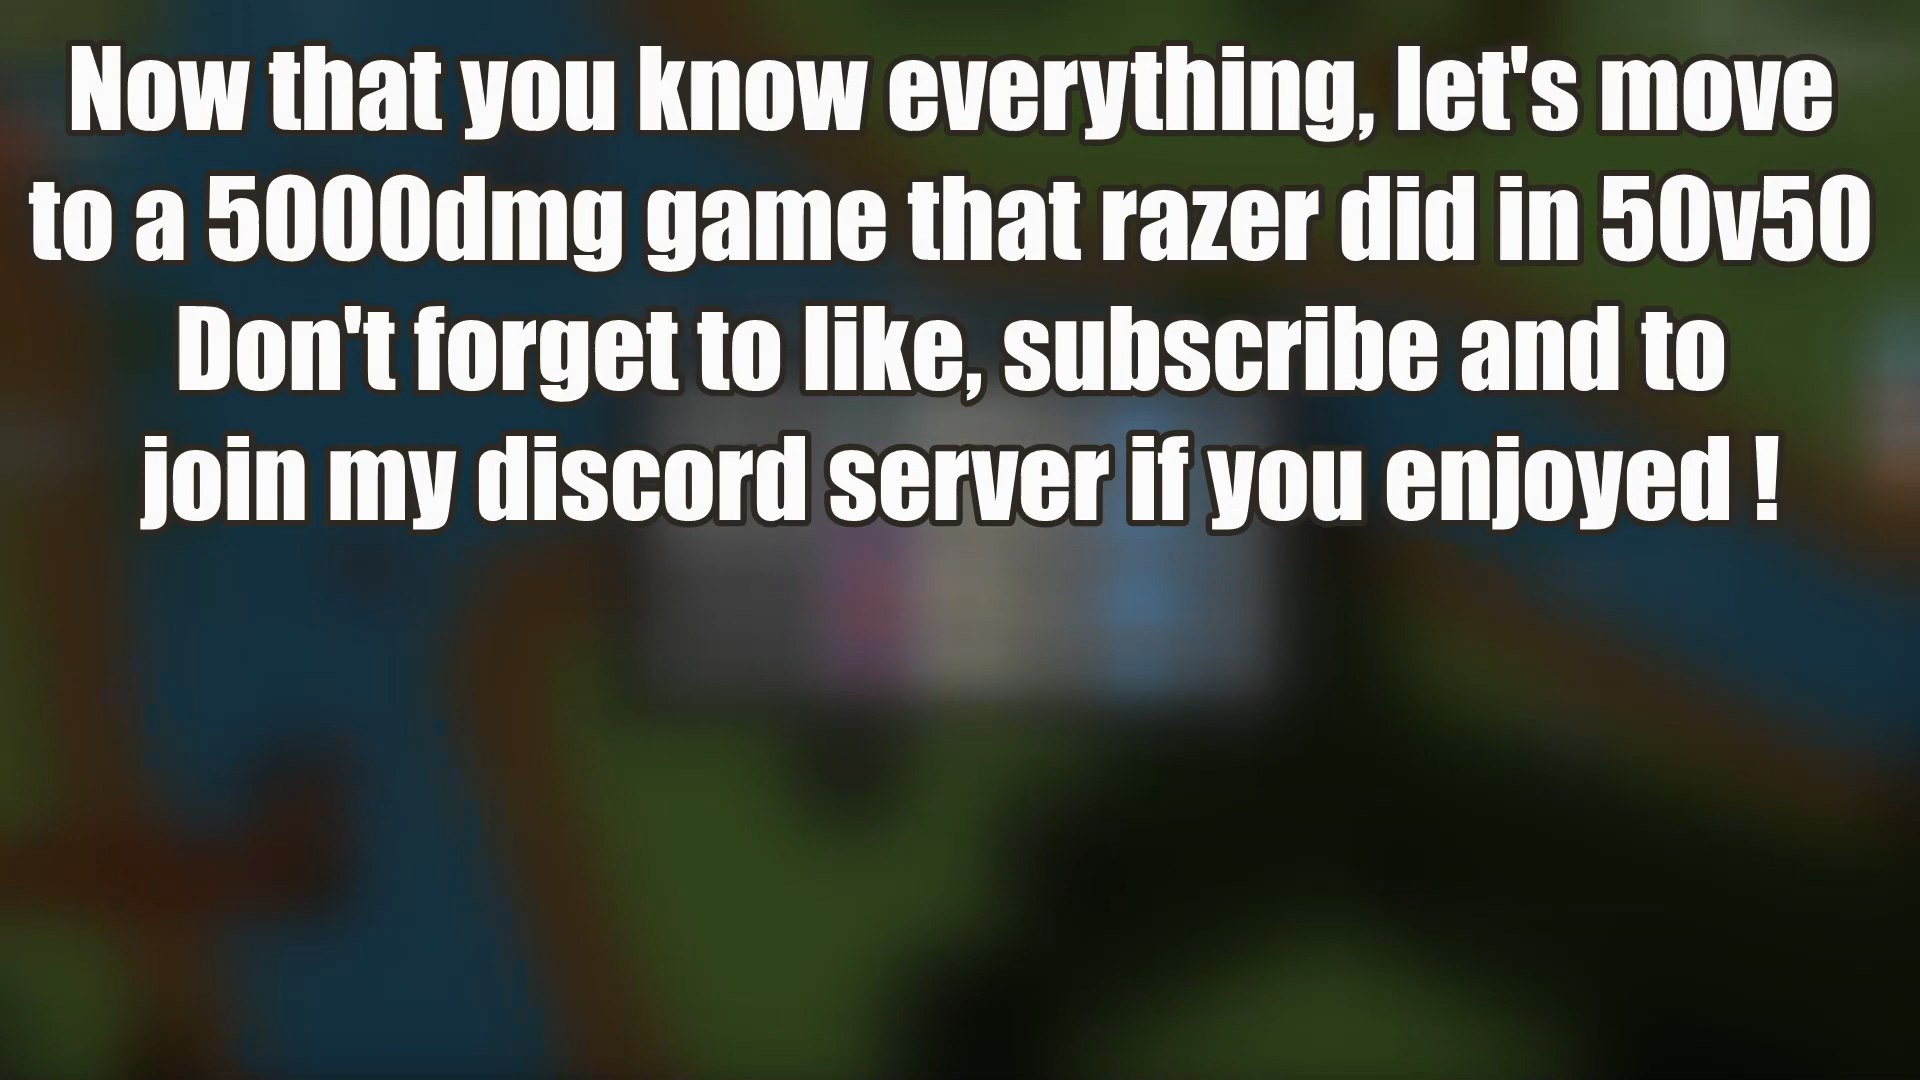 Now that you know everything, let's move
to a 5000dmg game that razer did in 50v50
Don't forget to like, subscribe and to
join my discord server if you enjoyed !